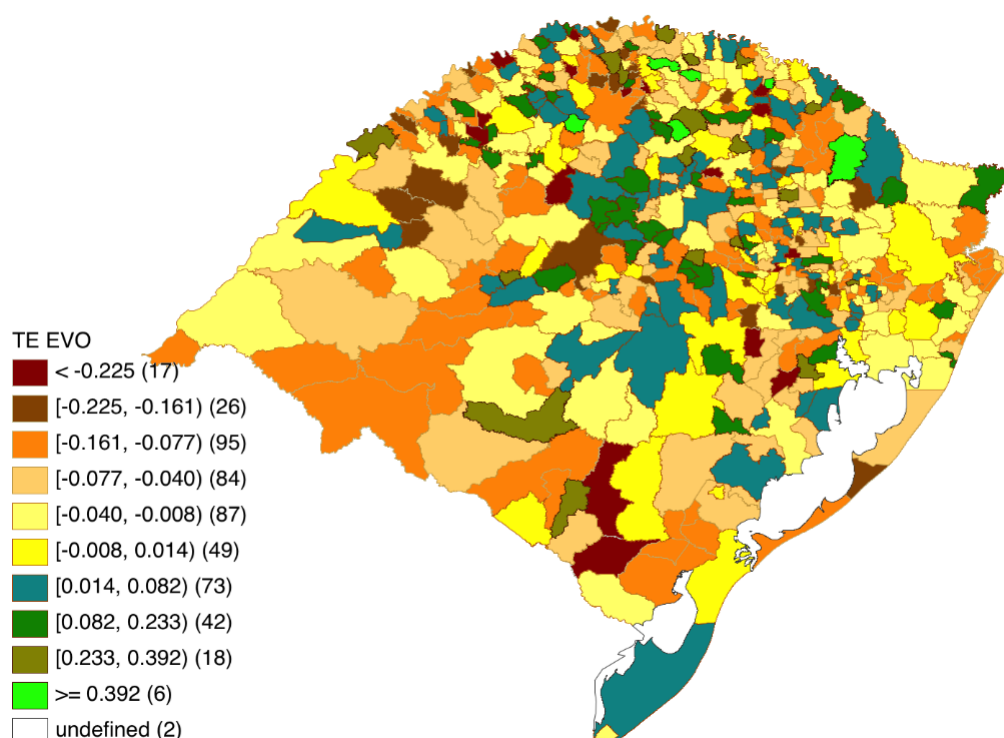 TE EVO
< -0.225 (17)
[-0.225, -0.161) (26)
[-0.161, -0.077) (95)
[-0.077, -0.040) (84)
[-0.040, -0.008) (87)
[-0.008, 0.014) (49)
[0.014, 0.082) (73)
[0.082, 0.233) (42)
[0.233, 0.392) (18)
>= 0.392 (6)
undefined (2)